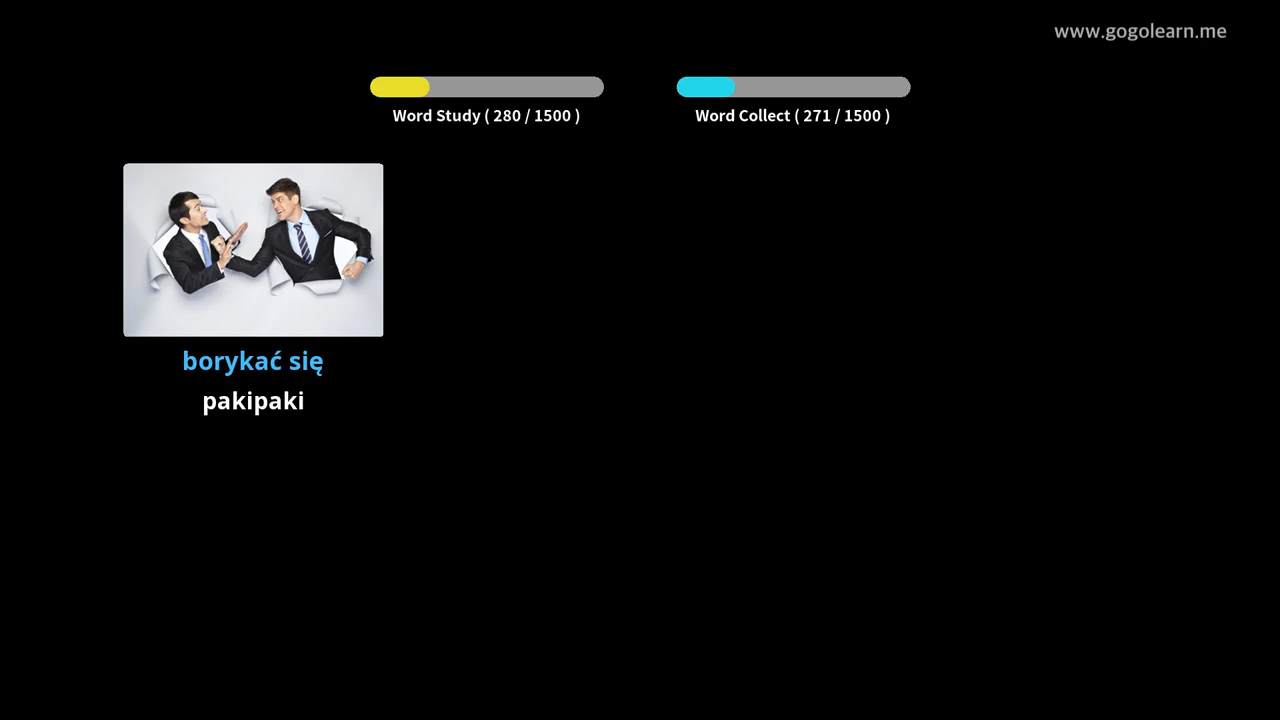 www.gogolearn.me
Word Study ( 280 / 1500 )
Word Collect ( 271 / 1500 )
borykać się
pakipaki